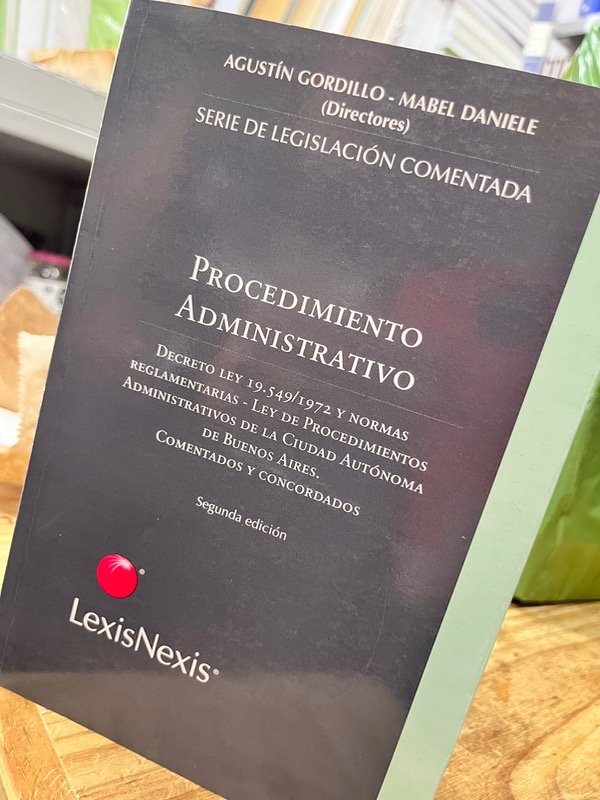 AGUSTÍN GORDILLO - MABEL DANIELE
(Directores)
SERIE DE LEGISLACIÓN COMENTADA
PROCEDIMIENTO
ADMINISTRATIVO
DECRETO LEY 19.549/1972 Y NORMAS
REGLAMENTARIAS - LEY DE PROCEDIMIENTOS
ADMINISTRATIVOS DE LA CIUDAD AUTÓNOMA
DE BUENOS AIRES.
COMENTADOS Y CONCORDADOS
Segunda edición
®
LexisNexis®